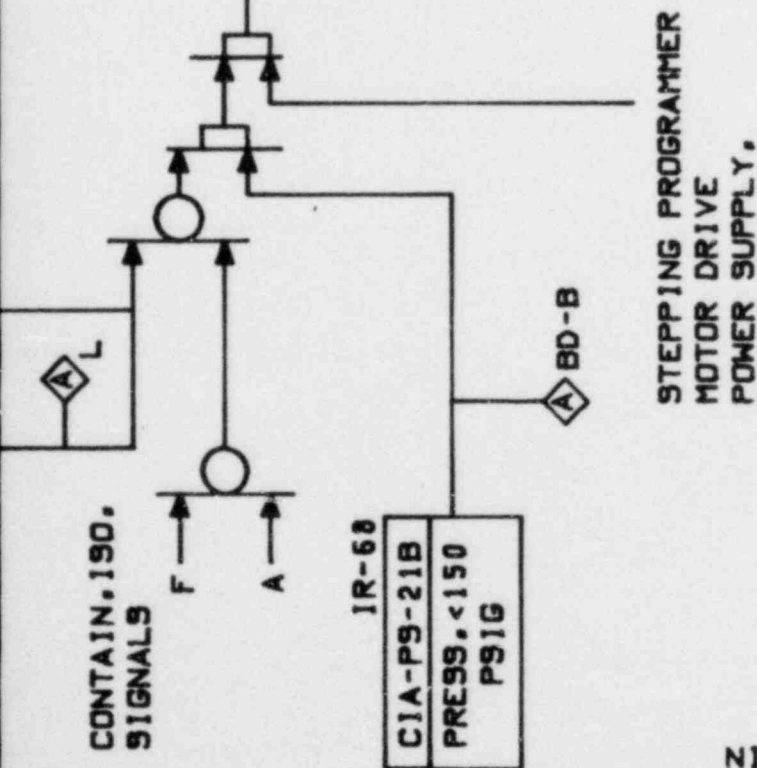 CONTAIN, ISO,
SIGNALS
A L
F
A
IR-68
CIA-PS-21B
PRESS, <150
PSIG
A BD-B
STEPPING PROGRAMMER
MOTOR DRIVE
POWER SUPPLY,